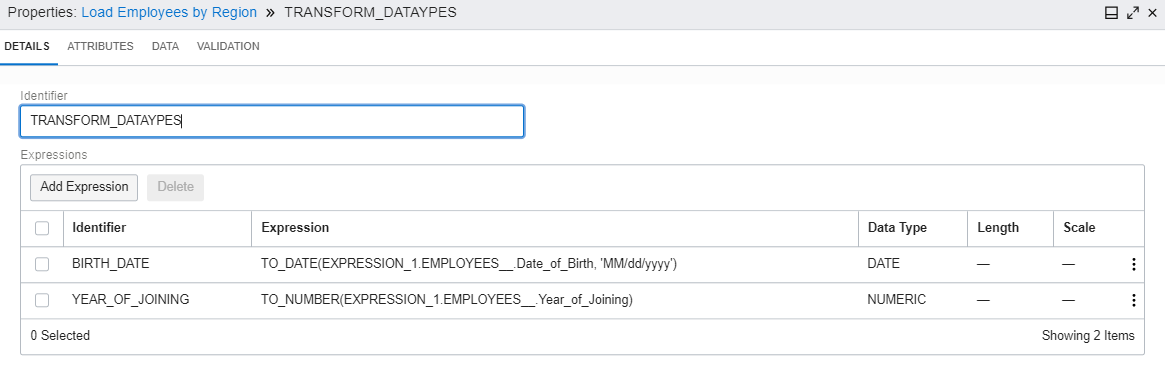 Properties: Load Employees by Region » TRANSFORM_DATAYPES
DETAILS ATTRIBUTES DATA VALIDATION
Identifier
TRANSFORM_DATAYPES
Expressions
Add Expression Delete
Identifier Expression Data Type Length Scale
BIRTH_DATE TO_DATE(EXPRESSION_1.EMPLOYEES__.Date_of_Birth, 'MM/dd/yyyy') DATE — —
YEAR_OF_JOINING TO_NUMBER(EXPRESSION_1.EMPLOYEES__.Year_of_Joining) NUMERIC — —
0 Selected Showing 2 Items